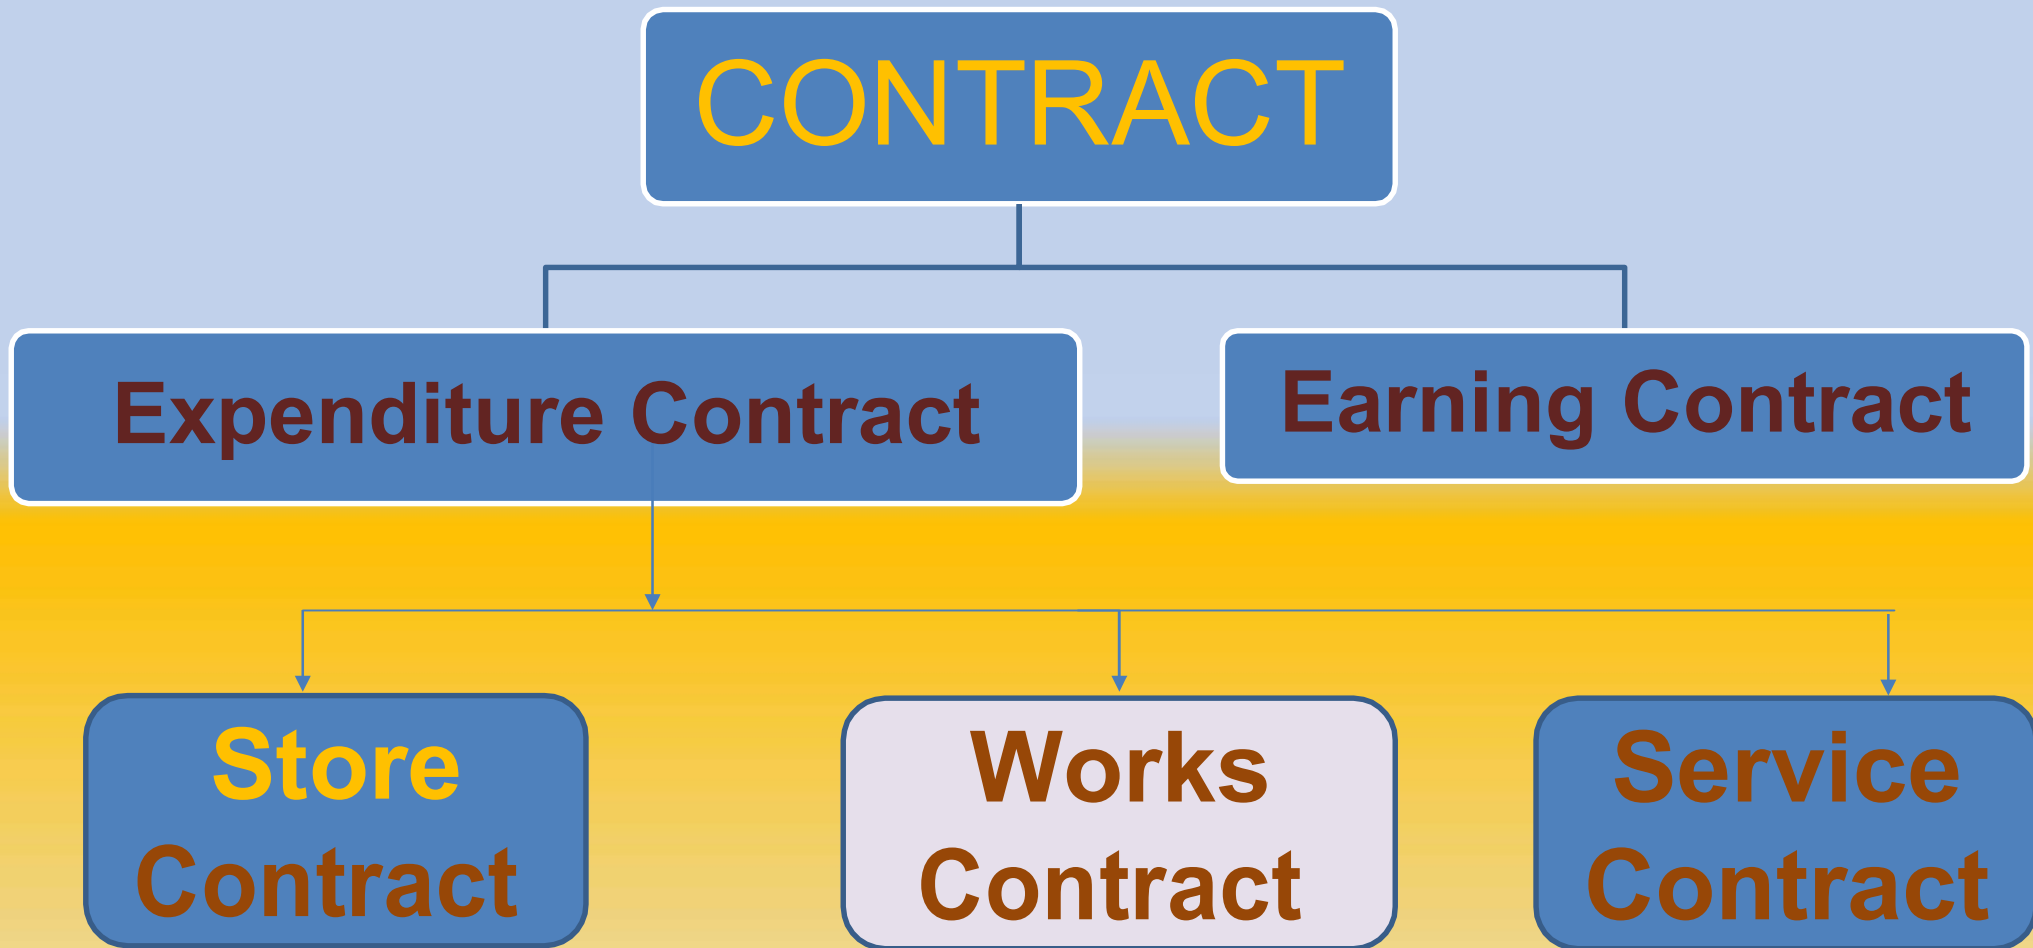 CONTRACT
Expenditure Contract
Earning Contract
Store
Contract
Works
Contract
Service
Contract